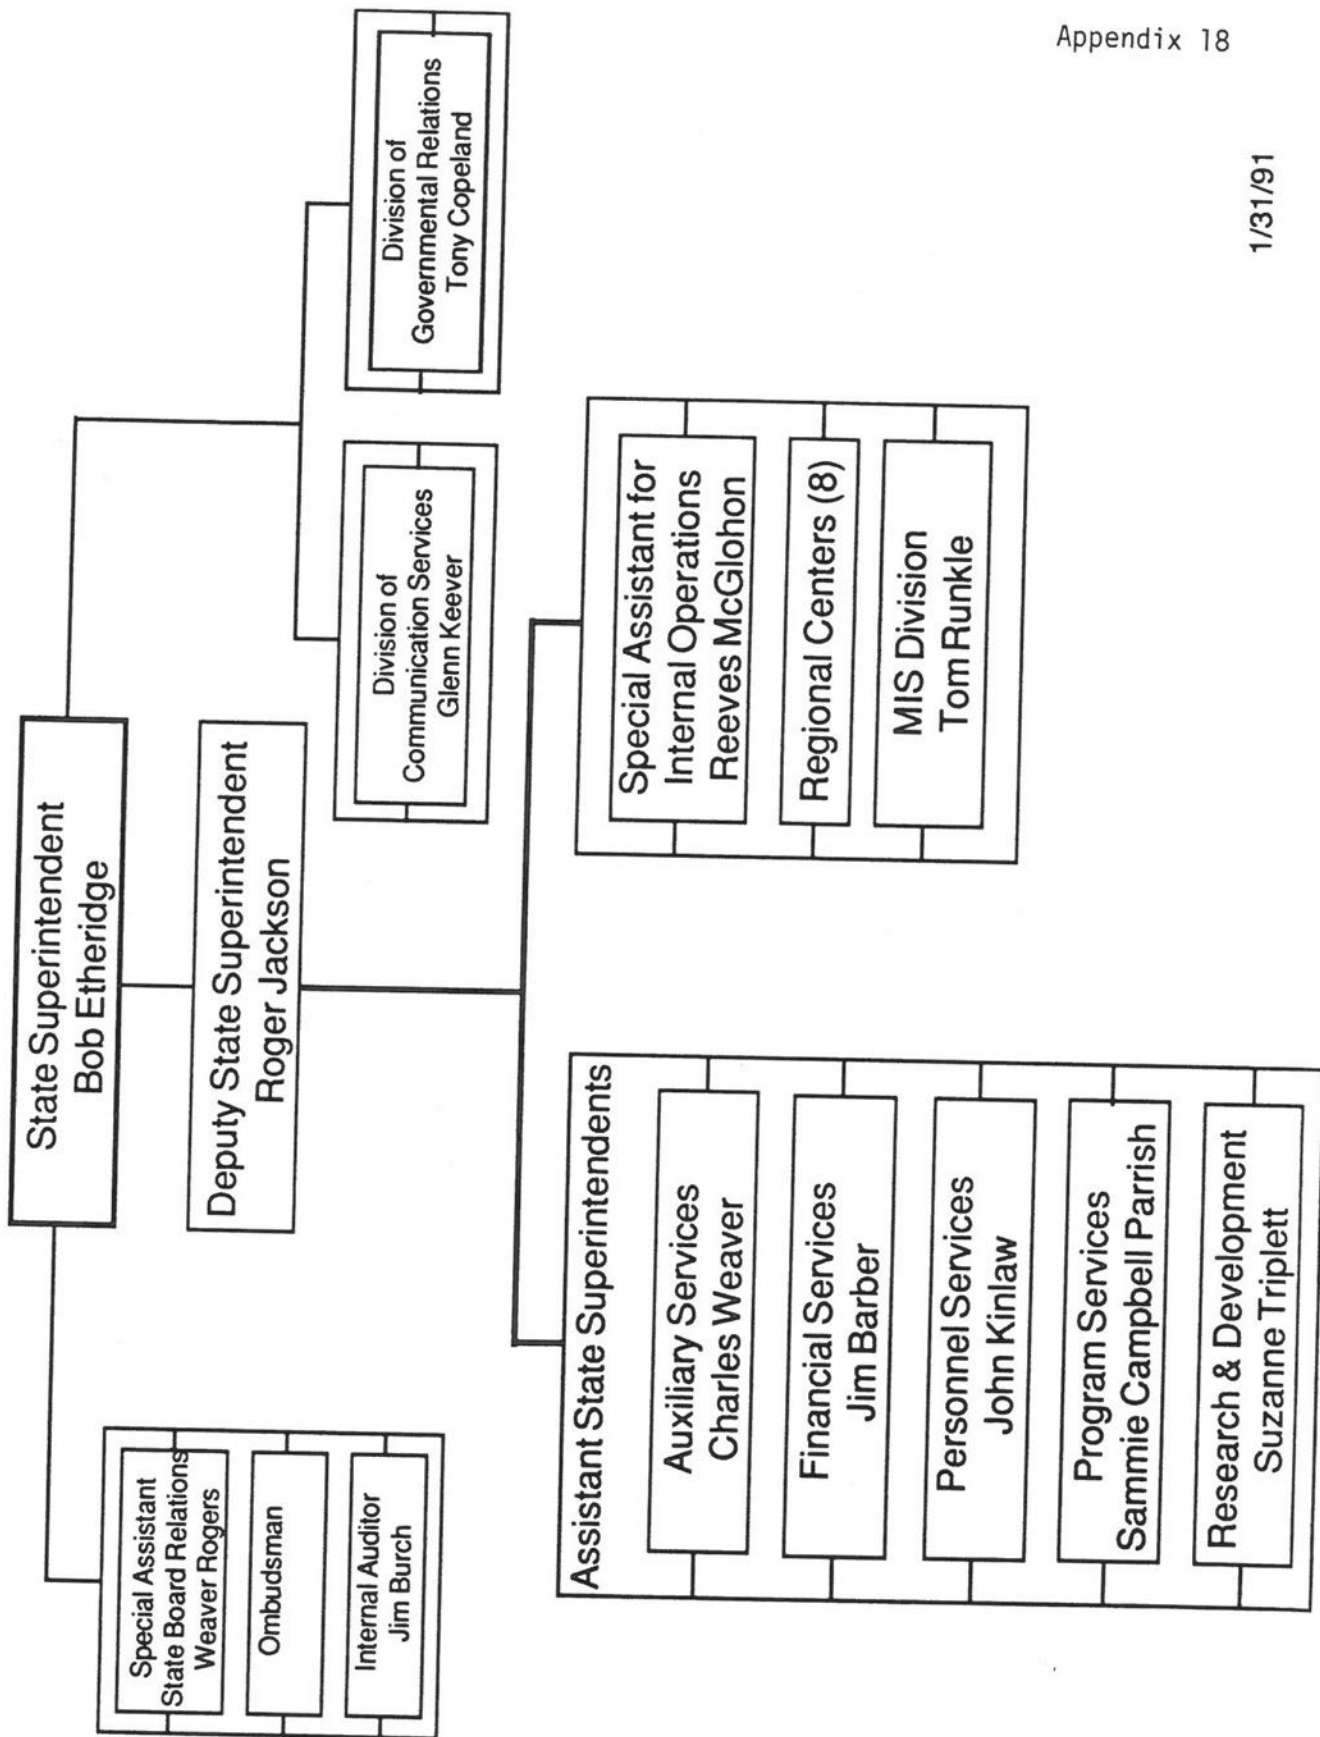 Appendix 18
State Superintendent
Bob Etheridge
Deputy State Superintendent
Roger Jackson
Special Assistant
State Board Relations
Weaver Rogers
Ombudsman
Internal Auditor
Jim Burch
Division of
Communication Services
Glenn Keever
Division of
Governmental Relations
Tony Copeland
Assistant State Superintendents
Auxiliary Services
Charles Weaver
Financial Services
Jim Barber
Personnel Services
John Kinlaw
Program Services
Sammie Campbell Parrish
Research & Development
Suzanne Triplett
Special Assistant for
Internal Operations
Reeves McGlohon
Regional Centers (8)
MIS Division
Tom Runkle
1/31/91